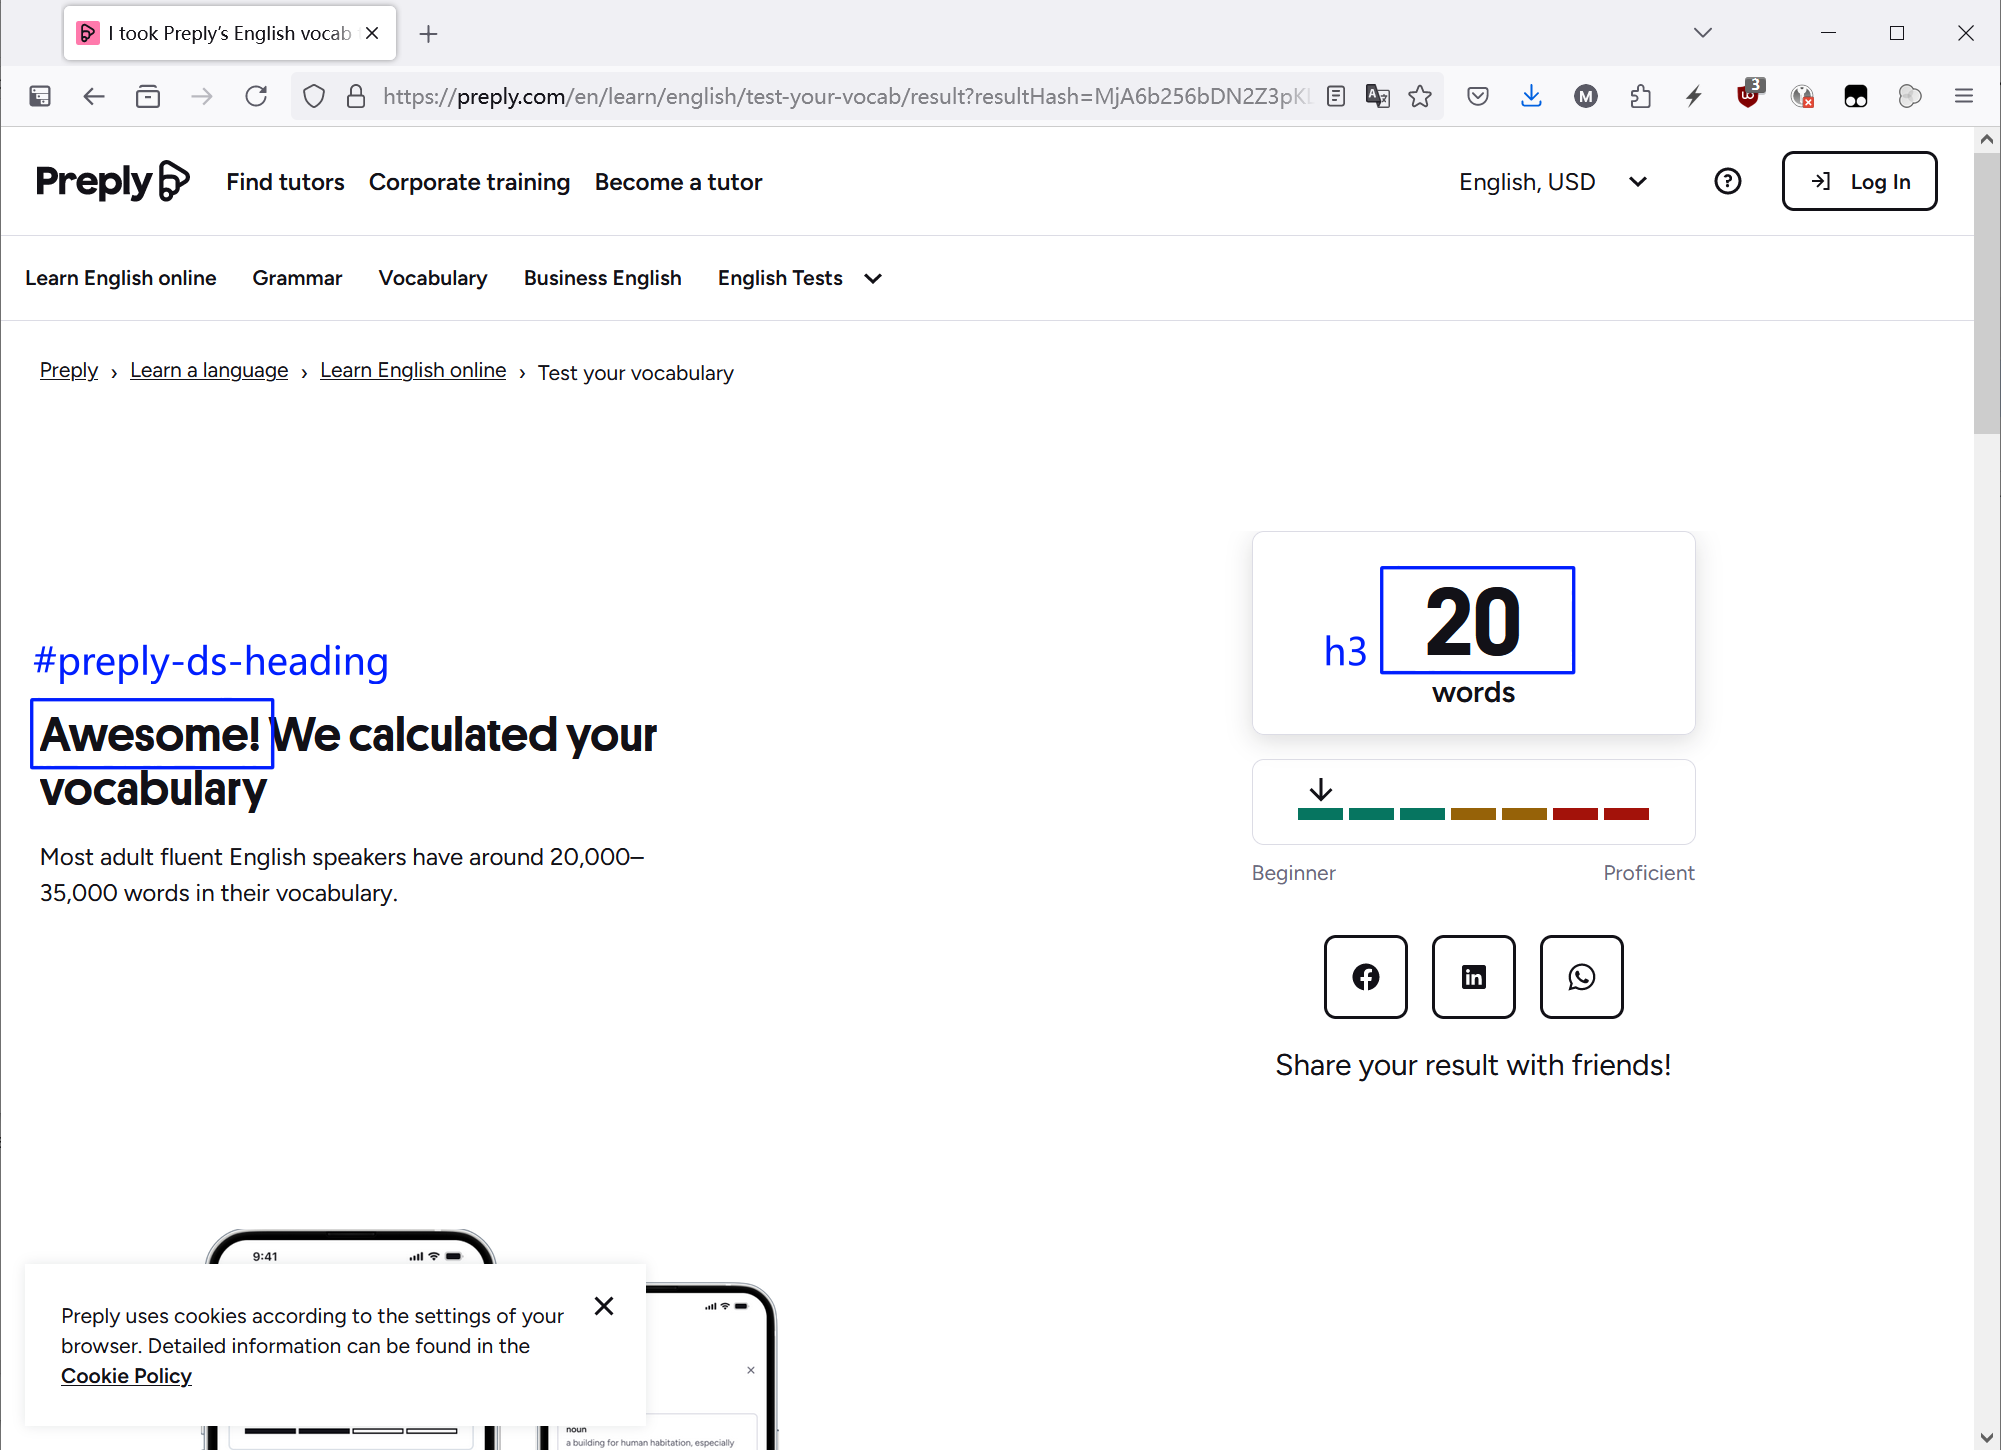 I took Preply's English vocab
https://preply.com/en/learn/english/test-your-vocab/result?resultHash=MjA6b256bDN2Z3pKL
3
Preply
Find tutors
Corporate training
Become a tutor
English, USD
Log In
Learn English online
Grammar
Vocabulary
Business English
English Tests
Preply › Learn a language › Learn English online › Test your vocabulary
#preply-ds-heading
Awesome! We calculated your
vocabulary
Most adult fluent English speakers have around 20,000–
35,000 words in their vocabulary.
h3
20
words
Beginner
Proficient
Share your result with friends!
9:41
Preply uses cookies according to the settings of your
browser. Detailed information can be found in the
Cookie Policy
noun
a building for human habitation, especially